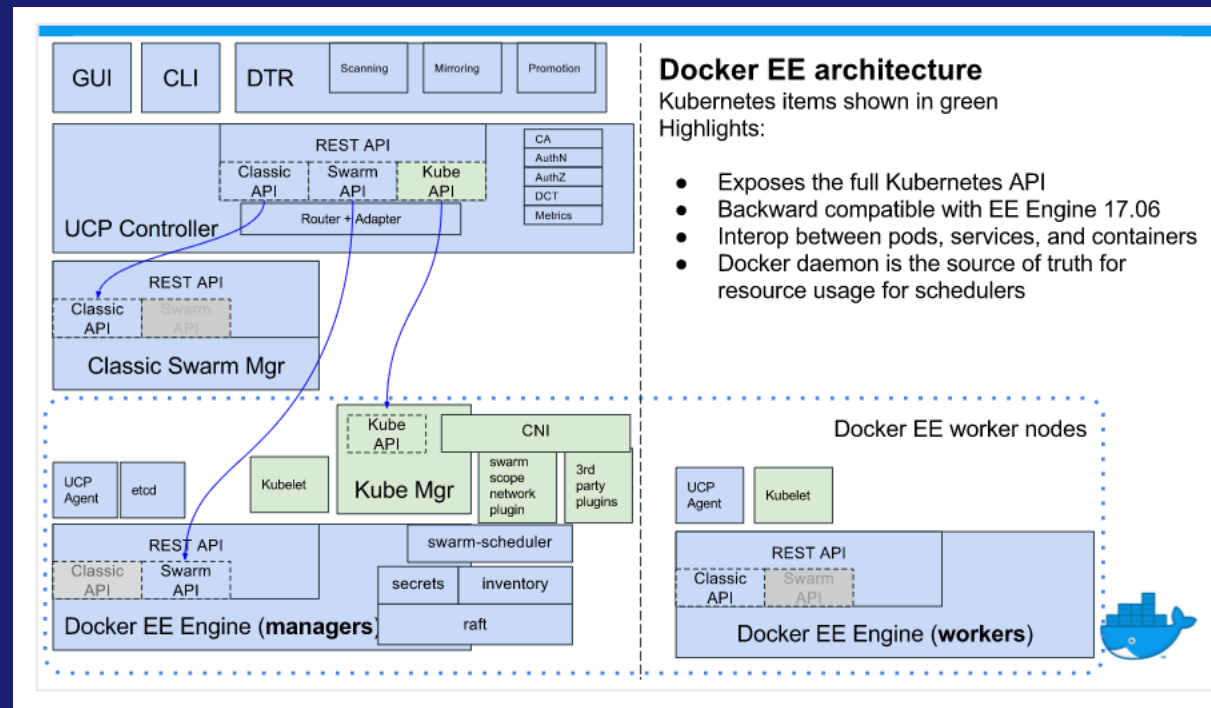 GUI
CLI
DTR
Scanning
Mirroring
Promotion
REST API
Classic
API
Swarm
API
Kube
API
Router + Adapter
UCP Controller
CA
AuthN
AuthZ
DCT
Metrics
REST API
Classic
API
Swarm
API
Classic Swarm Mgr
Kube
API
CNI
UCP
Agent
etcd
Kubelet
Kube Mgr
swarm
scope
network
plugin
3rd
party
plugins
REST API
Classic
API
Swarm
API
Docker EE Engine (managers)
swarm-scheduler
secrets
inventory
raft
Docker EE architecture
Kubernetes items shown in green
Highlights:
● Exposes the full Kubernetes API
● Backward compatible with EE Engine 17.06
● Interop between pods, services, and containers
● Docker daemon is the source of truth for
resource usage for schedulers
Docker EE worker nodes
UCP
Agent
Kubelet
REST API
Classic
API
Swarm
API
Docker EE Engine (workers)